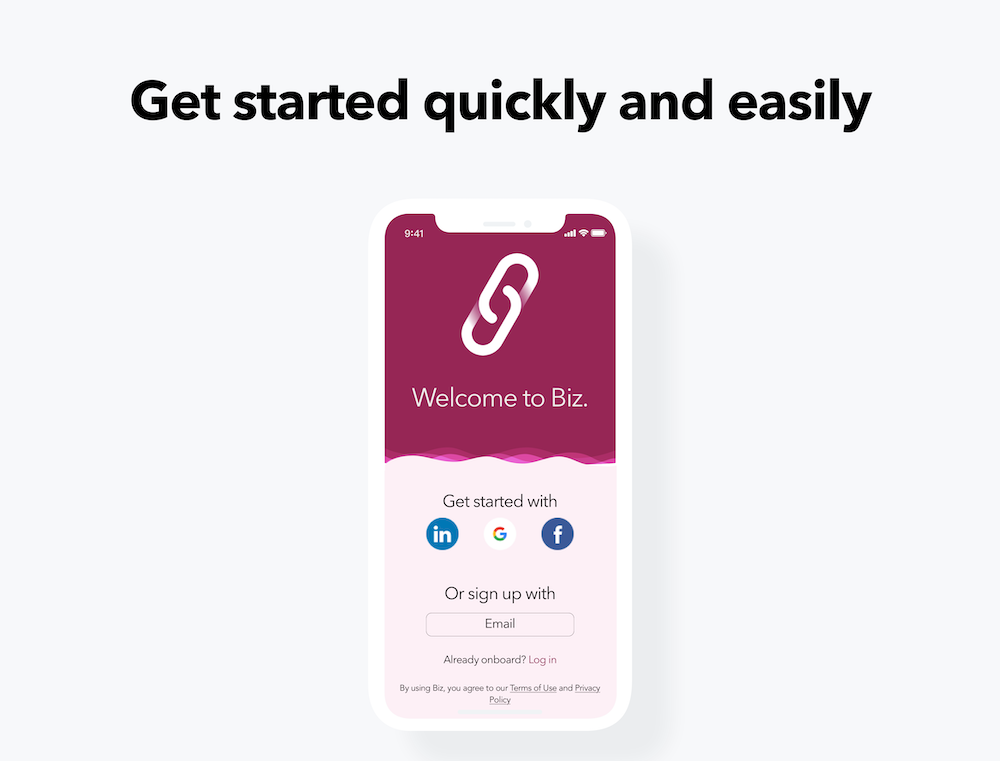 Get started quickly and easily
9:41
Welcome to Biz.
Get started with
in G f
Or sign up with
Email
Already onboard? Log in
By using Biz, you agree to our Terms of Use and Privacy
Policy